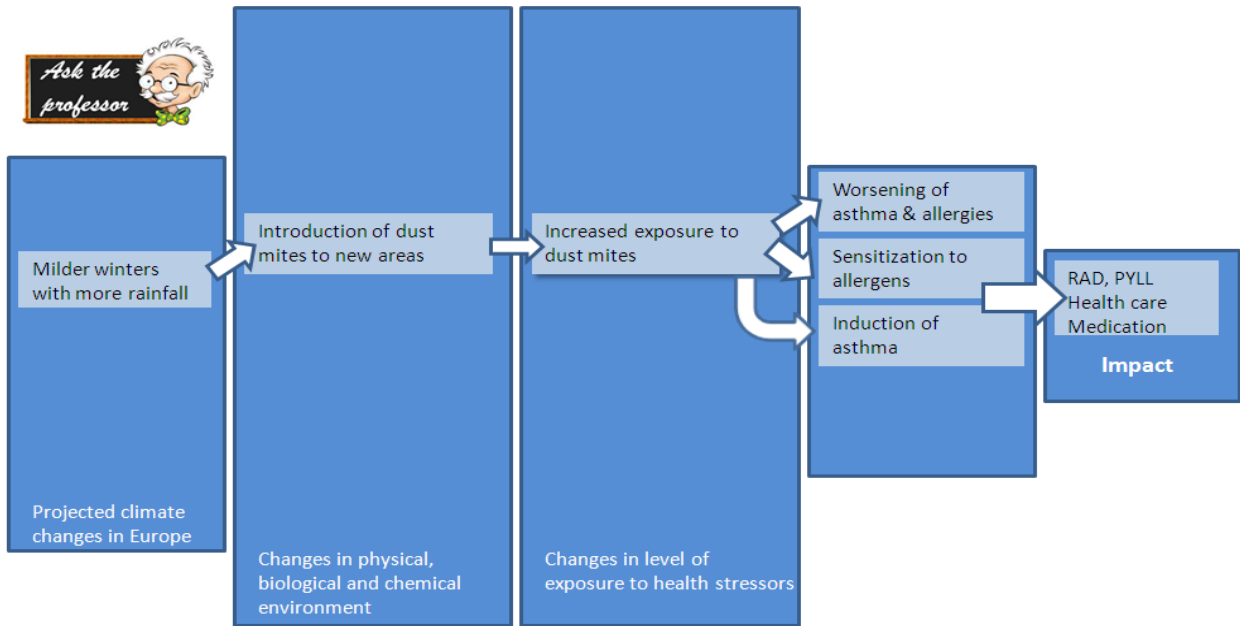 Ask the
professor
Milder winters
with more rainfall
Projected climate
changes in Europe
Introduction of dust
mites to new areas
Changes in physical,
biological and chemical
environment
Increased exposure to
dust mites
Changes in level of
exposure to health stressors
Worsening of
asthma & allergies
Sensitization to
allergens
Induction of
asthma
RAD, PYLL
Health care
Medication
Impact